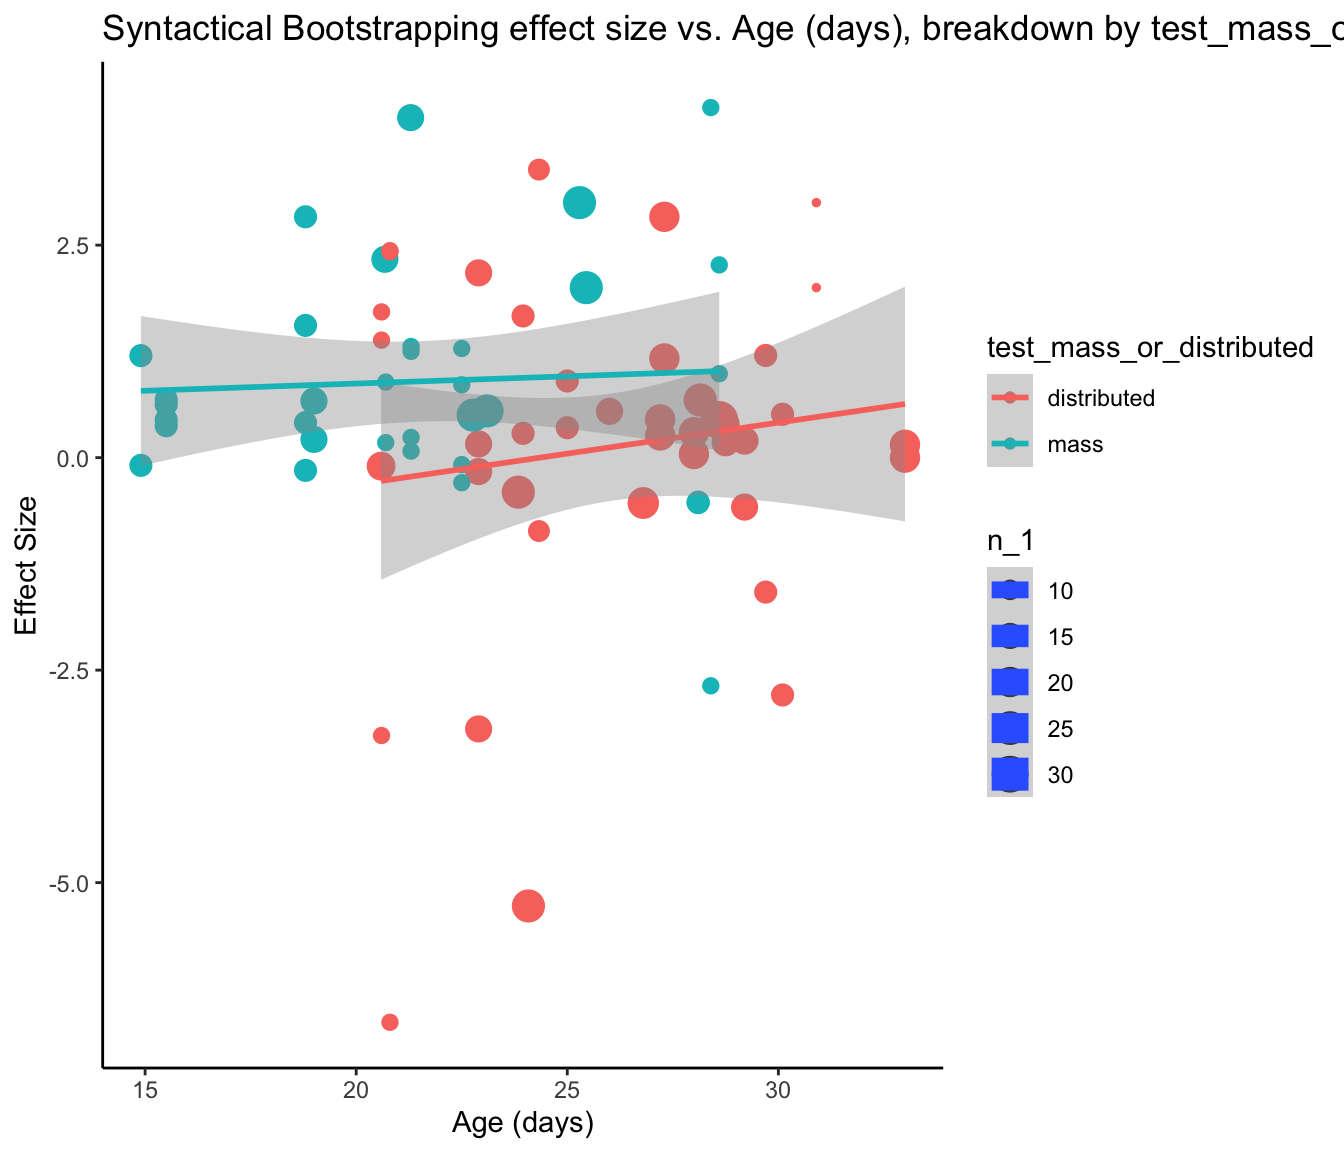 Syntactical Bootstrapping effect size vs. Age (days), breakdown by test_mass_o
2.5
0.0
-2.5
-5.0
Effect Size
15
20
25
30
Age (days)
test_mass_or_distributed
distributed
mass
n_1
10
15
20
25
30